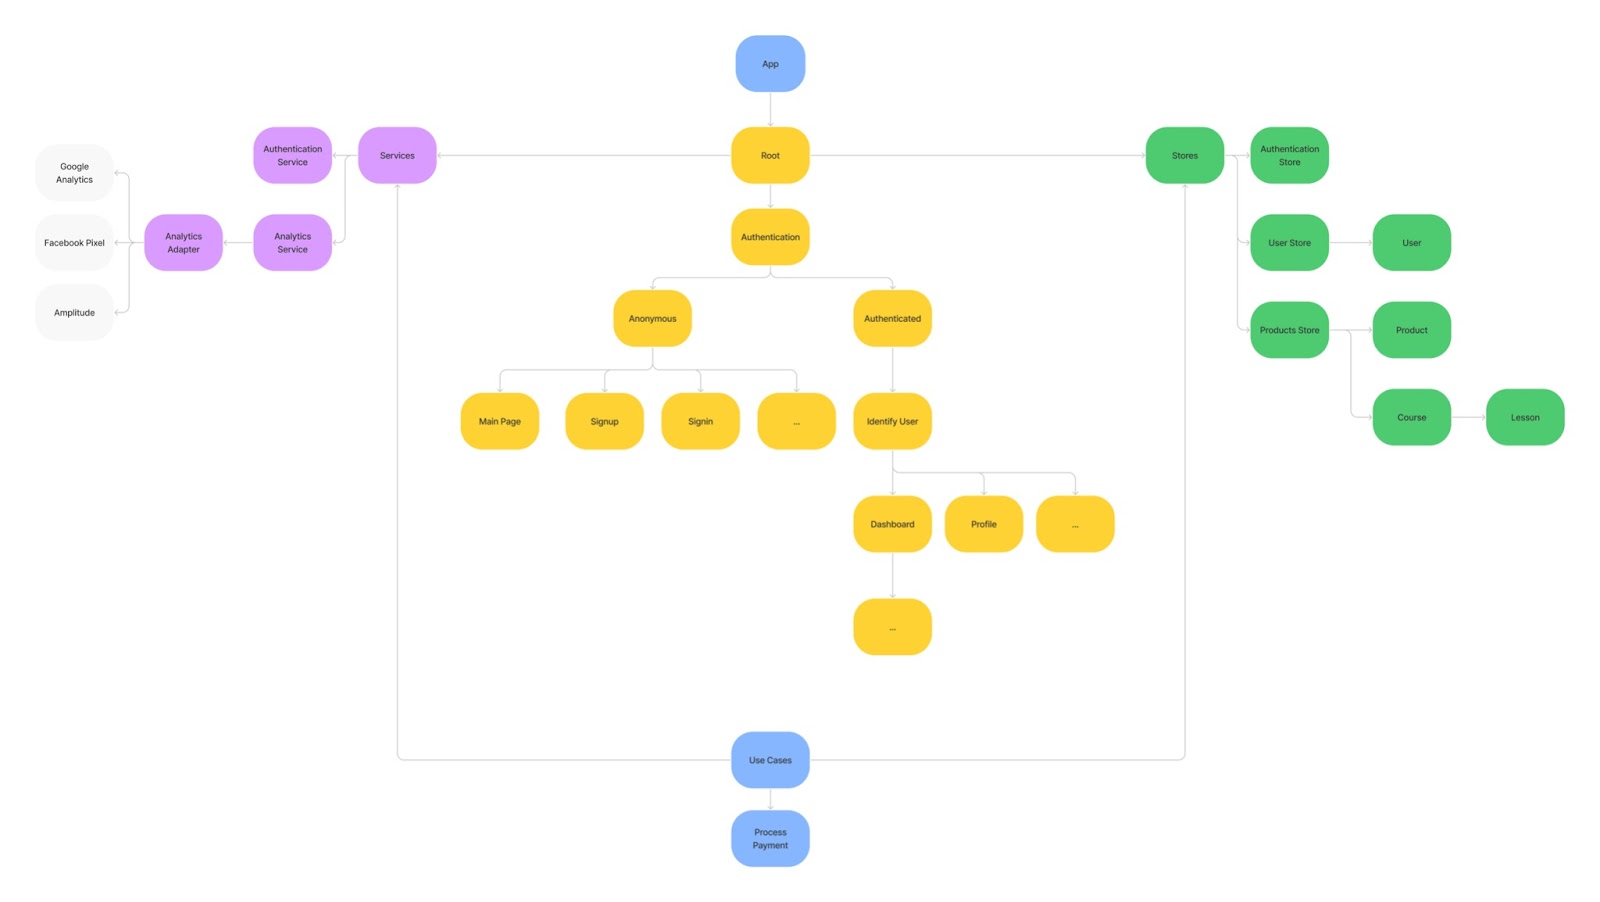 App
Google
Analytics
Authentication
Service
Services
Root
Stores
Authentication
Store
Facebook Pixel
Analytics
Adapter
Analytics
Service
Authentication
User Store
User
Amplitude
Anonymous
Authenticated
Products Store
Product
Main Page
Signup
Signin
...
Identify User
Course
Lesson
Dashboard
Profile
...
...
Use Cases
Process
Payment